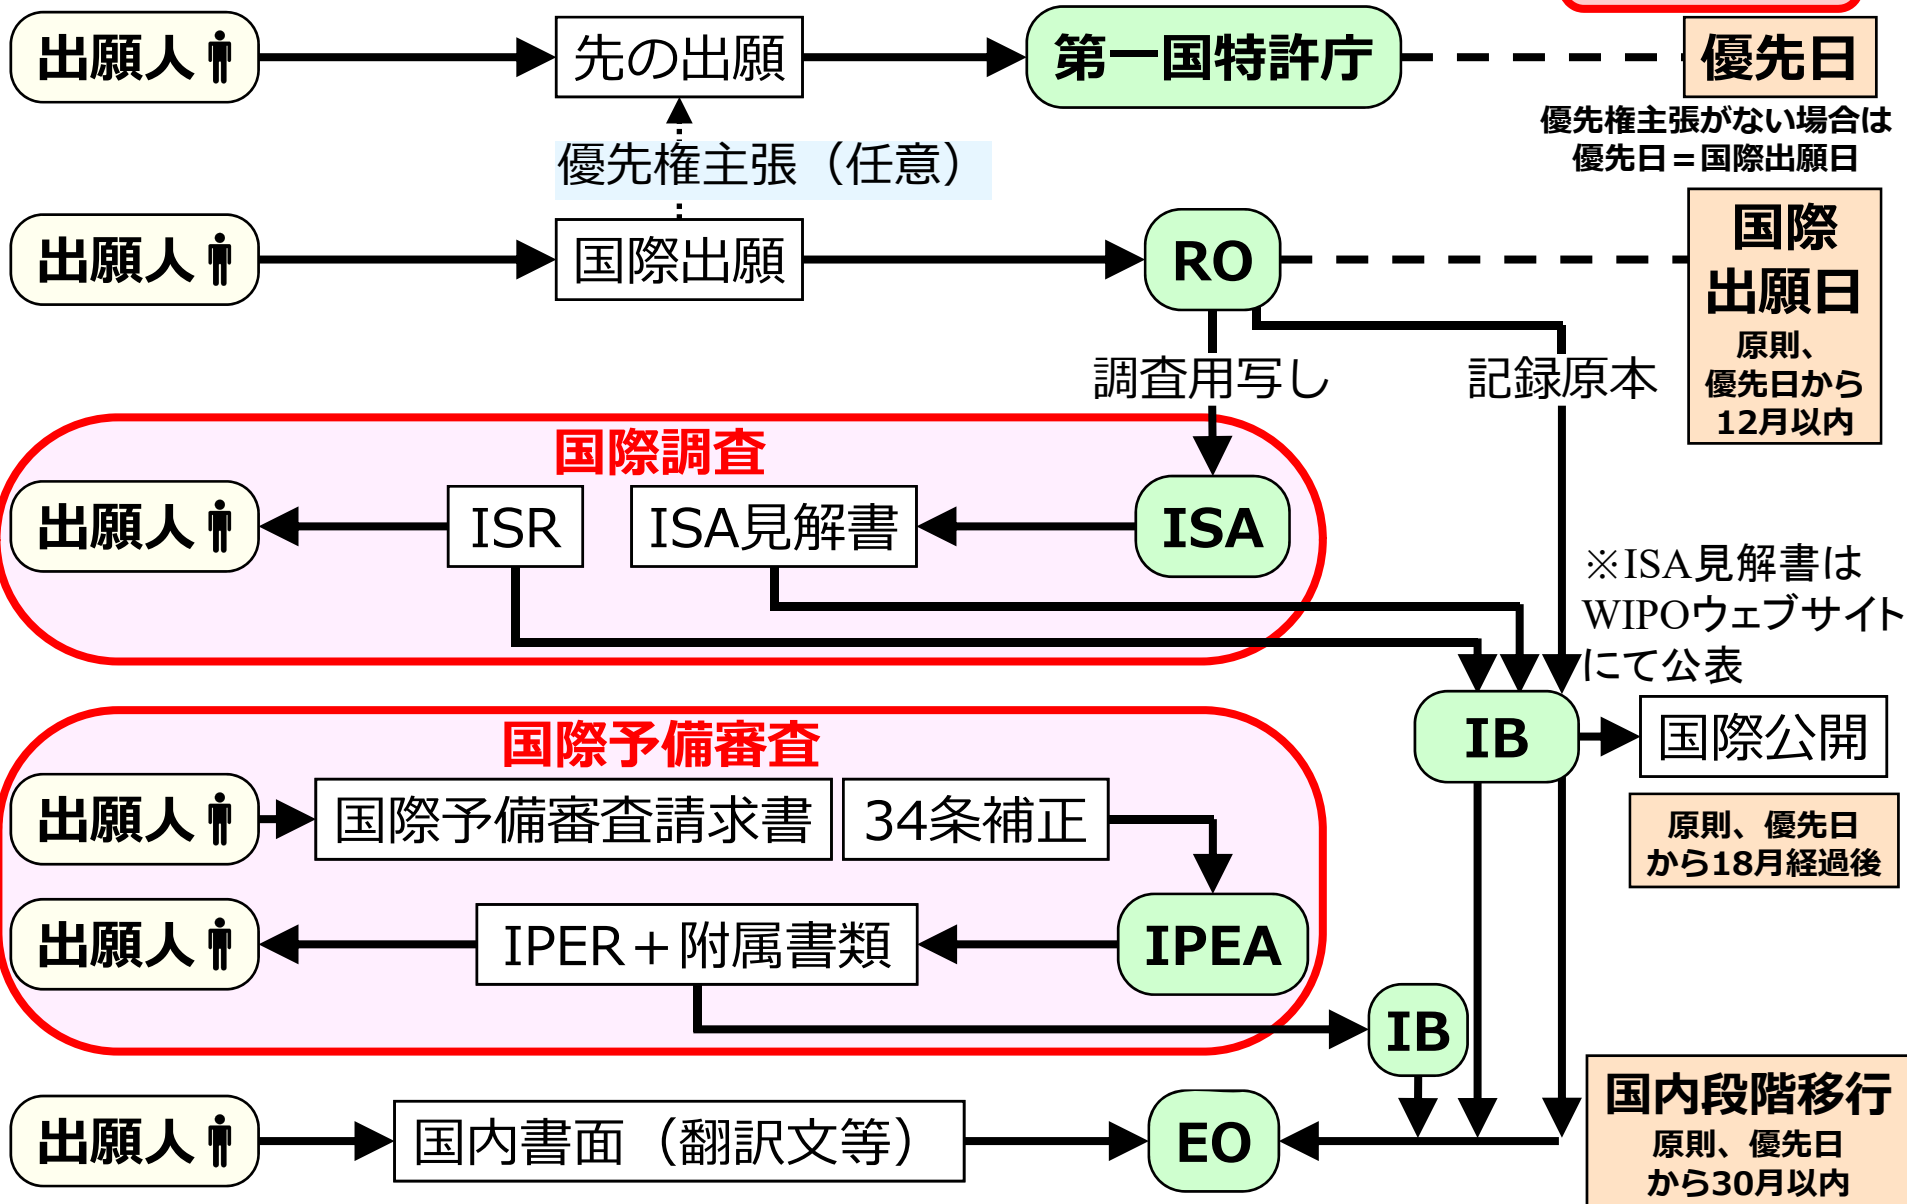 出願人
先の出願
第一国特許庁
優先日
優先権主張がない場合は
優先日＝国際出願日
優先権主張（任意）
出願人
国際出願
RO
国際
出願日
原則、
優先日から
12月以内
調査用写し
記録原本
国際調査
出願人
ISR
ISA見解書
ISA
※ISA見解書は
WIPOウェブサイト
にて公表
IB
国際公開
原則、優先日
から18月経過後
国際予備審査
出願人
国際予備審査請求書
34条補正
出願人
IPER＋附属書類
IPEA
IB
出願人
国内書面（翻訳文等）
EO
国内段階移行
原則、優先日
から30月以内